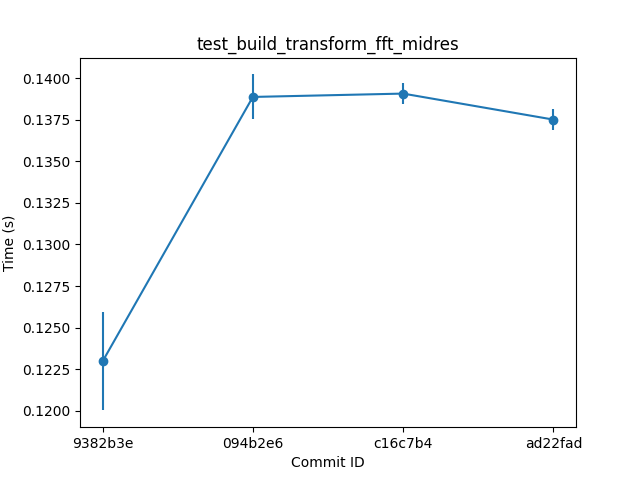 test_build_transform_fft_midres
0.1400
0.1375
0.1350
0.1325
0.1300
0.1275
0.1250
0.1225
0.1200
Time (s)
9382b3e 094b2e6 c16c7b4 ad22fad
Commit ID